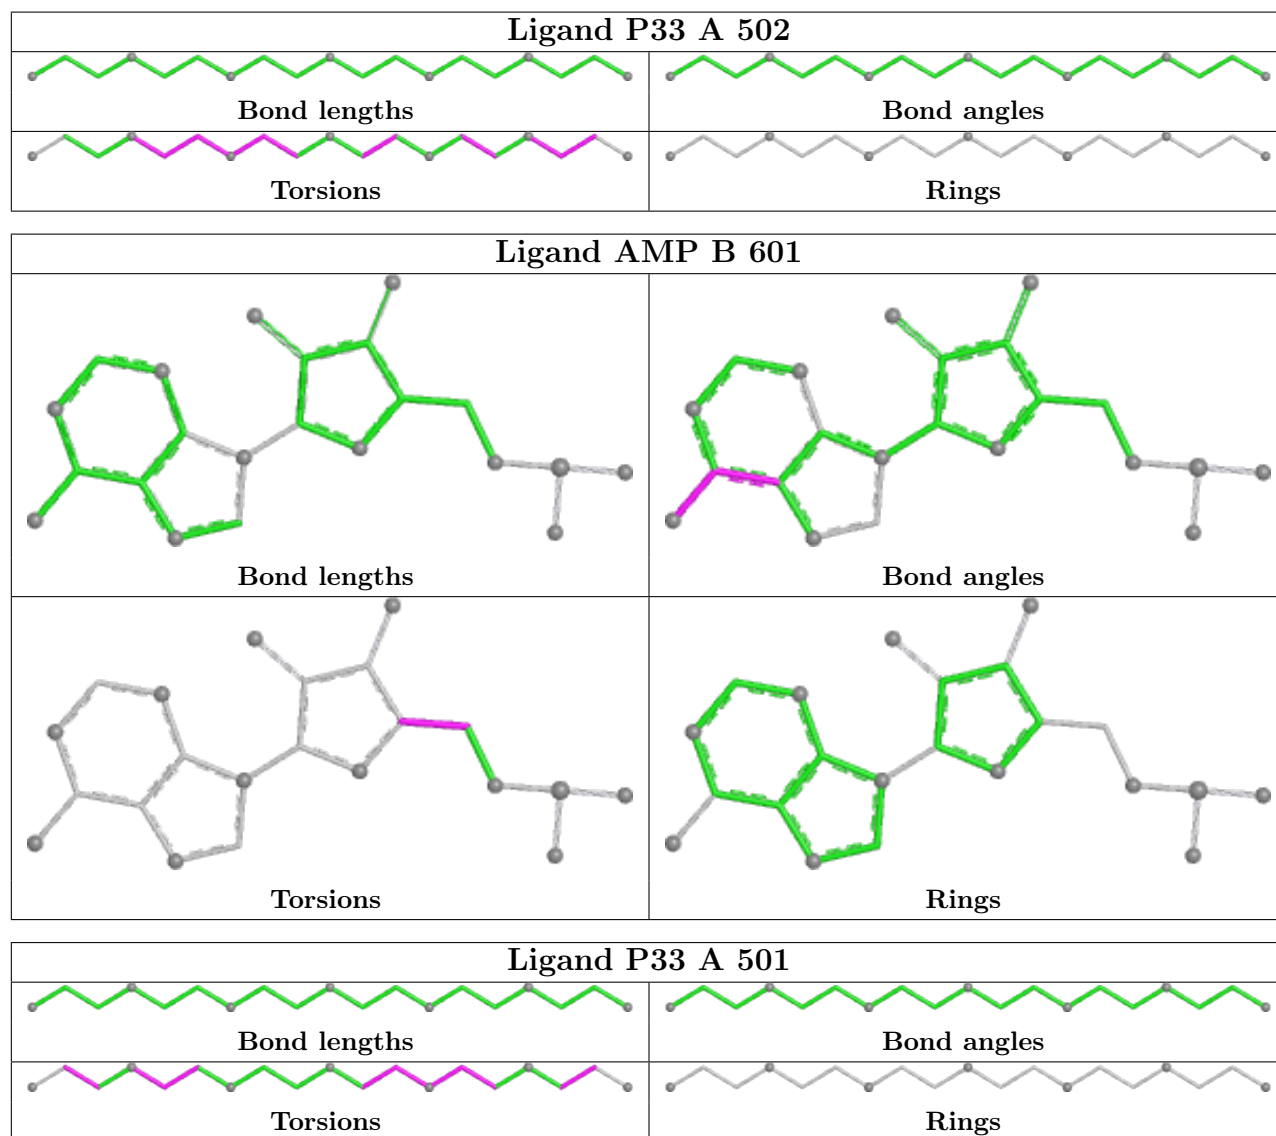 Ligand P33 A 502
Bond lengths
Bond angles
Torsions
Rings
Ligand AMP B 601
Bond lengths
Bond angles
Torsions
Rings
Ligand P33 A 501
Bond lengths
Bond angles
Torsions
Rings